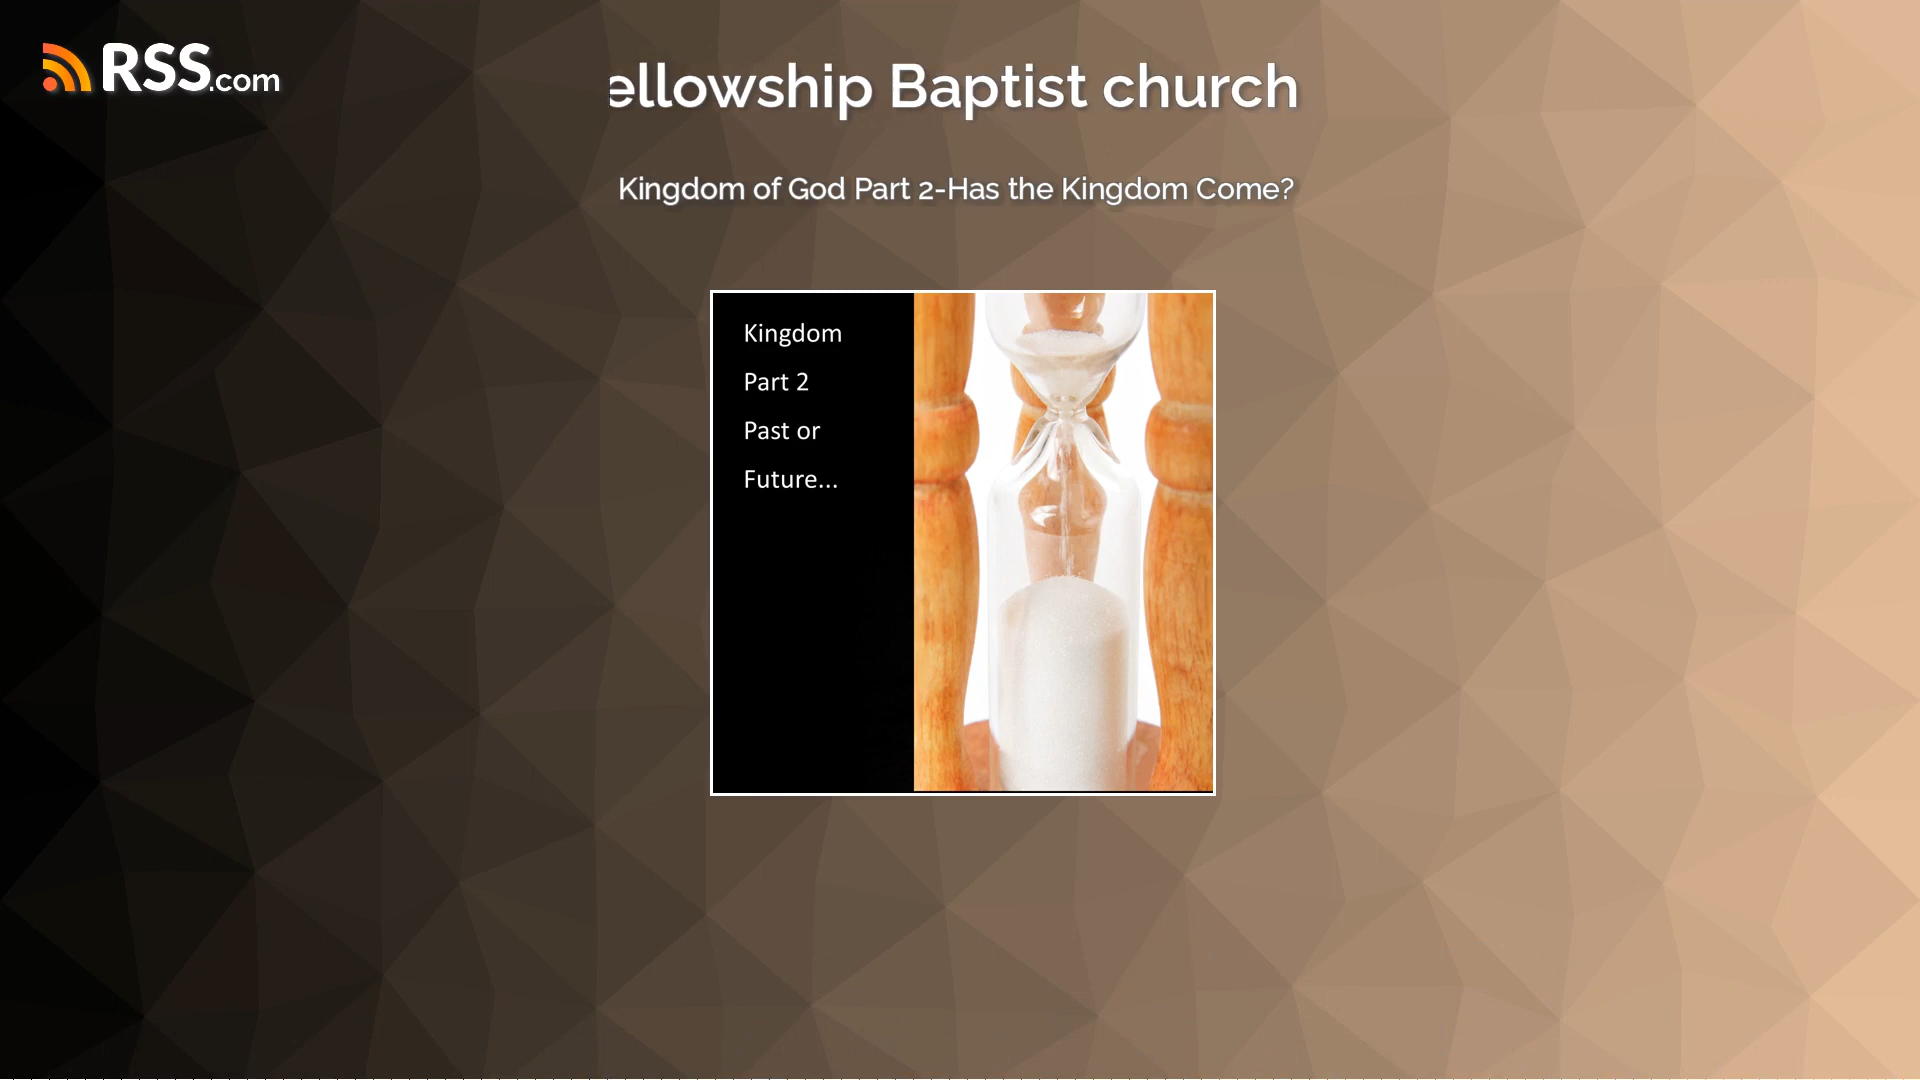 RSS.com
ellowship Baptist church
Kingdom of God Part 2-Has the Kingdom Come?
Kingdom
Part 2
Past or
Future...